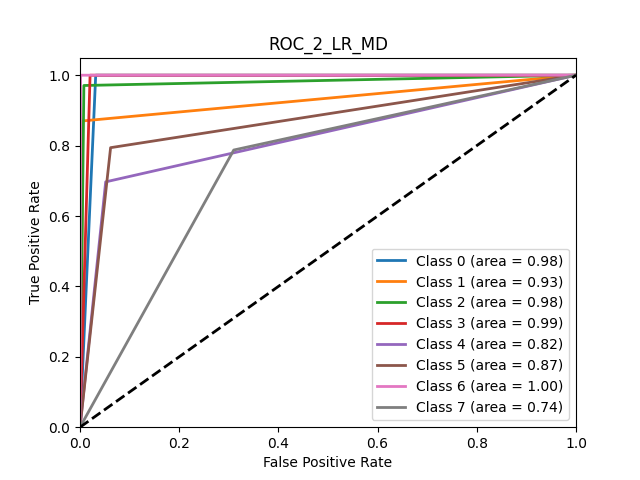 ROC_2_LR_MD
True Positive Rate
1.0
0.8
0.6
0.4
0.2
0.0
Class 0 (area = 0.98)
Class 1 (area = 0.93)
Class 2 (area = 0.98)
Class 3 (area = 0.99)
Class 4 (area = 0.82)
Class 5 (area = 0.87)
Class 6 (area = 1.00)
Class 7 (area = 0.74)
0.0 0.2 0.4 0.6 0.8 1.0
False Positive Rate